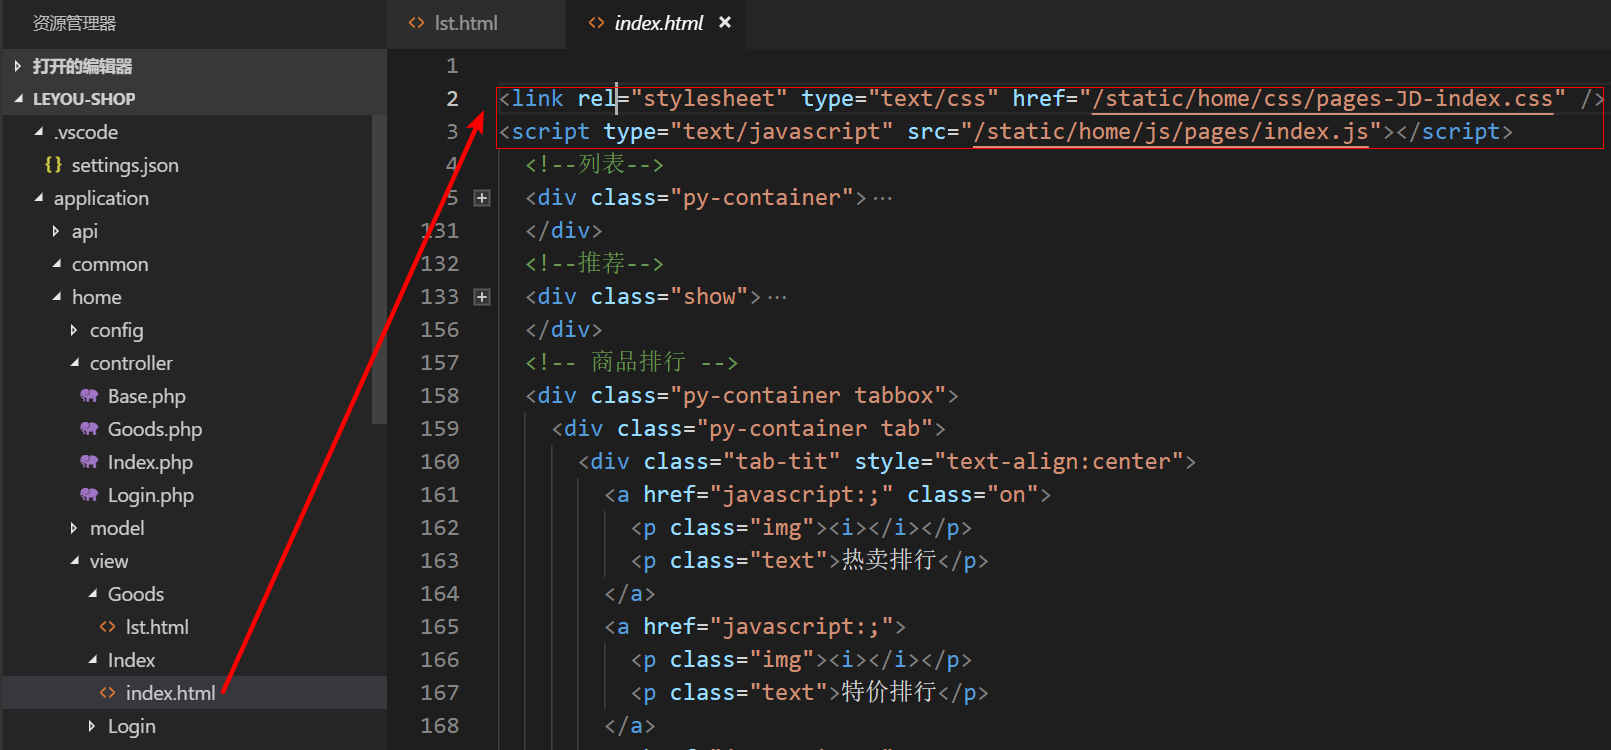 资源管理器
打开的编辑器
LEYOU-SHOP
.vscode
{} settings.json
application
api
common
home
config
controller
Base.php
Goods.php
Index.php
Login.php
model
view
Goods
<> lst.html
Index
<> index.html
Login
<> lst.html
<> index.html ×
1
2 <link rel="stylesheet" type="text/css" href="/static/home/css/pages-JD-index.css" />
3 <script type="text/javascript" src="/static/home/js/pages/index.js"></script>
4 <!--列表-->
5 <div class="py-container">…
131 </div>
132 <!--推荐-->
133 <div class="show">…
156 </div>
157 <!-- 商品排行 -->
158 <div class="py-container tabbox">
159 <div class="py-container tab">
160 <div class="tab-tit" style="text-align:center">
161 <a href="javascript:;" class="on">
162 <p class="img"><i></i></p>
163 <p class="text">热卖排行</p>
164 </a>
165 <a href="javascript:;">
166 <p class="img"><i></i></p>
167 <p class="text">特价排行</p>
168 </a>